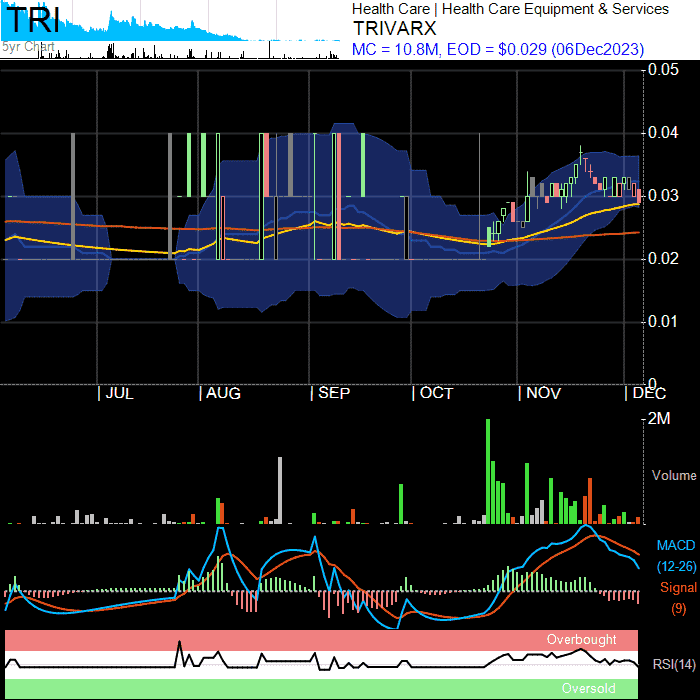 TRI
5yr Chart
Health Care | Health Care Equipment & Services
TRIVARX
MC = 10.8M, EOD = $0.029 (06Dec2023)
0.05
0.04
0.03
0.02
0.01
0
| JUL | AUG | SEP | OCT | NOV | DEC
2M
Volume
MACD
(12-26)
Signal
(9)
Overbought
RSI(14)
Oversold